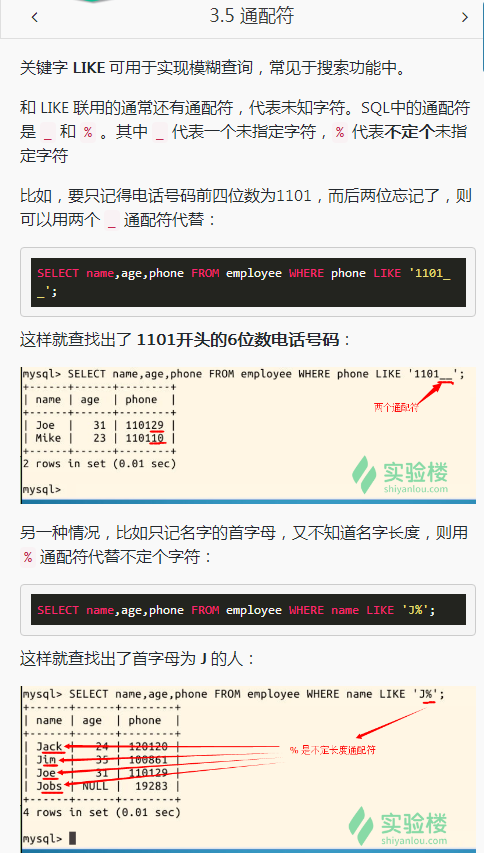 3.5 通配符
关键字 LIKE 可用于实现模糊查询，常见于搜索功能中。
和 LIKE 联用的通常还有通配符，代表未知字符。SQL中的通配符
是 _ 和 % 。其中 _ 代表一个未指定字符，% 代表不定个未指
定字符
比如，要只记得电话号码前四位数为1101，而后两位忘记了，则
可以用两个 _ 通配符代替：
SELECT name,age,phone FROM employee WHERE phone LIKE '1101_
_';
这样就查找出了 1101开头的6位数电话号码：
mysql> SELECT name,age,phone FROM employee WHERE phone LIKE '1101__';
+------+------+--------+
| name | age | phone |
+------+------+--------+
| Joe | 31 | 110129 |
| Mike | 23 | 110110 |
+------+------+--------+
2 rows in set (0.01 sec)
mysql>
两个通配符
实验楼
shiyanlou.com
另一种情况，比如只记名字的首字母，又不知道名字长度，则用
% 通配符代替不定个字符：
SELECT name,age,phone FROM employee WHERE name LIKE 'J%';
这样就查找出了首字母为 J 的人：
mysql> SELECT name,age,phone FROM employee WHERE name LIKE 'J%';
+------+------+--------+
| name | age | phone |
+------+------+--------+
| Jack | 24 | 120120 |
| Jim | 35 | 100861 |
| Joe | 31 | 110129 |
| Jobs | NULL | 19283 |
+------+------+--------+
4 rows in set (0.01 sec)
mysql>
% 是不定长度通配符
实验楼
shiyanlou.com